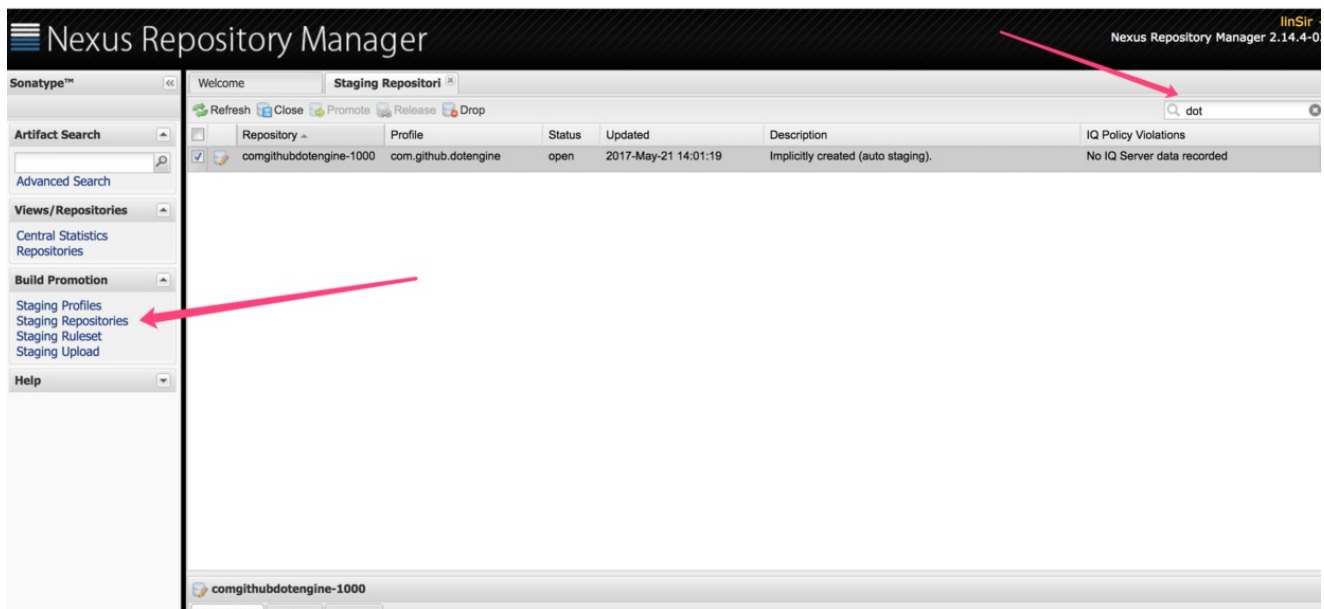 Nexus Repository Manager
linSir
Nexus Repository Manager 2.14.4-03
Sonatype™
Welcome
Staging Repositori
Refresh Close Promote Release Drop
dot
Artifact Search
Advanced Search
Views/Repositories
Central Statistics
Repositories
Build Promotion
Staging Profiles
Staging Repositories
Staging Ruleset
Staging Upload
Help
Repository Profile Status Updated Description IQ Policy Violations
comgithubdotengine-1000 com.github.dotengine open 2017-May-21 14:01:19 Implicitly created (auto staging). No IQ Server data recorded
comgithubdotengine-1000